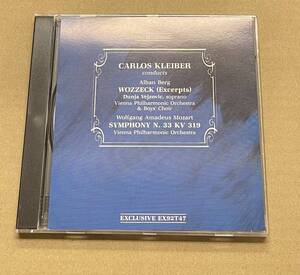 CARLOS KLEIBER
conducts
Alban Berg
WOZZECK (Excerpts)
Dunja Vejzovic, soprano
Vienna Philharmonic Orchestra
& Boys' Choir
Wolfgang Amadeus Mozart
SYMPHONY N. 33 KV 319
Vienna Philharmonic Orchestra
EXCLUSIVE EX92T47